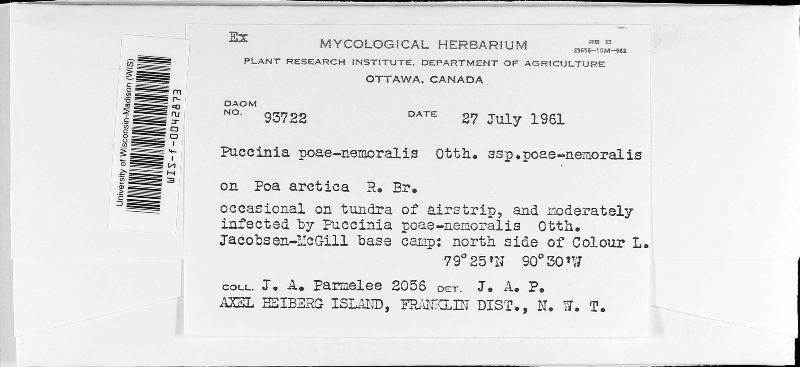 Ex
MYCOLOGICAL HERBARIUM
PLANT RESEARCH INSTITUTE, DEPARTMENT OF AGRICULTURE
OTTAWA, CANADA
DAOM NO. 93722 DATE 27 July 1961
Puccinia poae-nemoralis Otth. ssp.poae-nemoralis
on Poa arctica R. Br.
occasional on tundra of airstrip, and moderately
infected by Puccinia poae-nemoralis Otth.
Jacobsen-McGill base camp: north side of Colour L.
79°25'N 90°30'W
COLL. J. A. Parmelee 2056 DET. J. A. P.
AXEL HEIBERG ISLAND, FRANKLIN DIST., N. W. T.
University of Wisconsin-Madison (WIS)
WIS-f-0042873